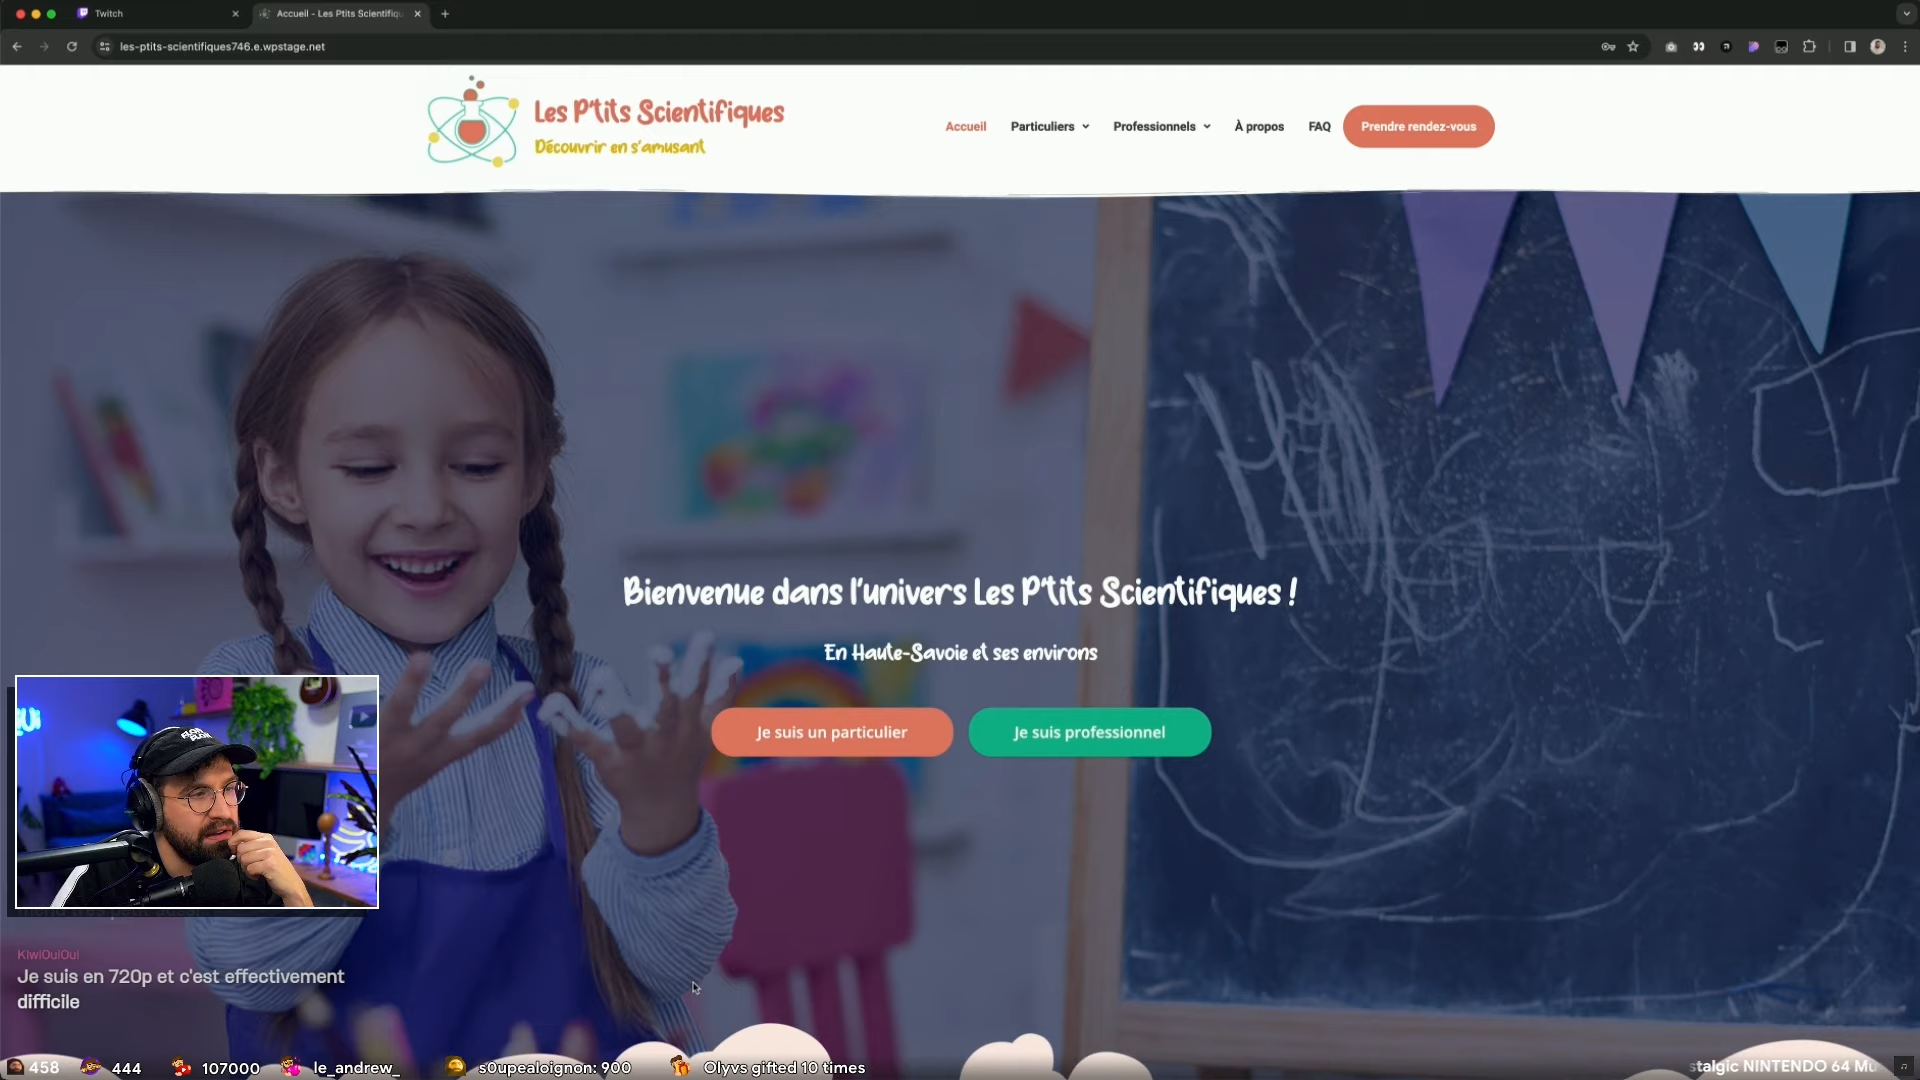 Twitch
Accueil - Les Ptits Scientifiqu
les-ptits-scientifiques746.e.wpstage.net
Les P'tits Scientifiques
Découvrir en s'amusant
Accueil
Particuliers
Professionnels
À propos
FAQ
Prendre rendez-vous
Bienvenue dans l'univers Les P'tits Scientifiques !
En Haute-Savoie et ses environs
Je suis un particulier
Je suis professionnel
KiwiOuiOui
Je suis en 720p et c'est effectivement
difficile
458
444
107000
le_andrew_
s0upealoignon: 900
Olyvs gifted 10 times
stalgic NINTENDO 64 Mu